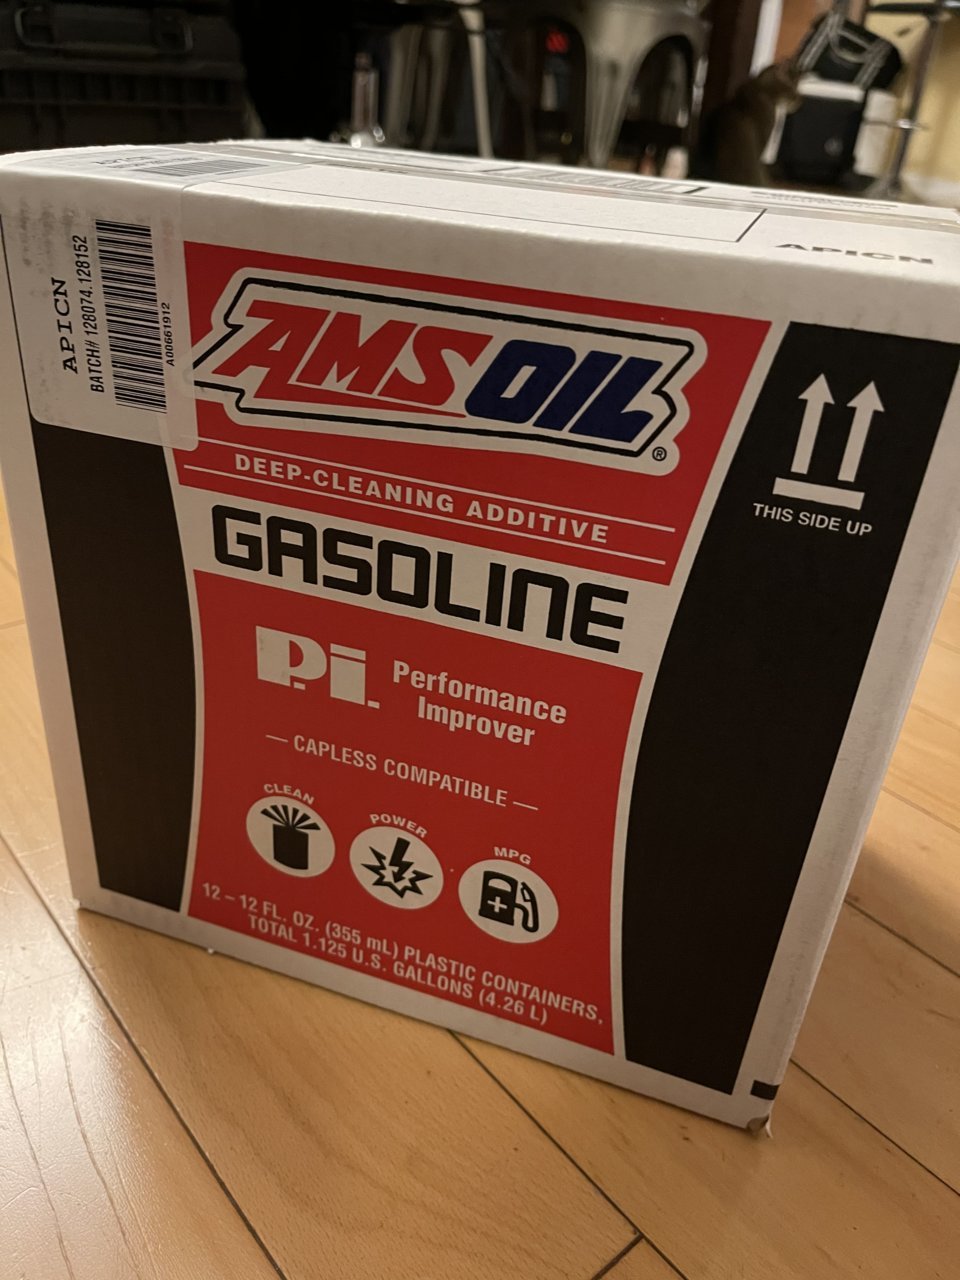 APICN
BATCH# 128074.128152
A00661912
APICN
AMSOIL®
DEEP-CLEANING ADDITIVE
GASOLINE
P.i.
Performance
Improver
— CAPLESS COMPATIBLE —
CLEAN
POWER
MPG
12 – 12 FL. OZ. (355 mL) PLASTIC CONTAINERS,
TOTAL 1.125 U.S. GALLONS (4.26 L)
THIS SIDE UP